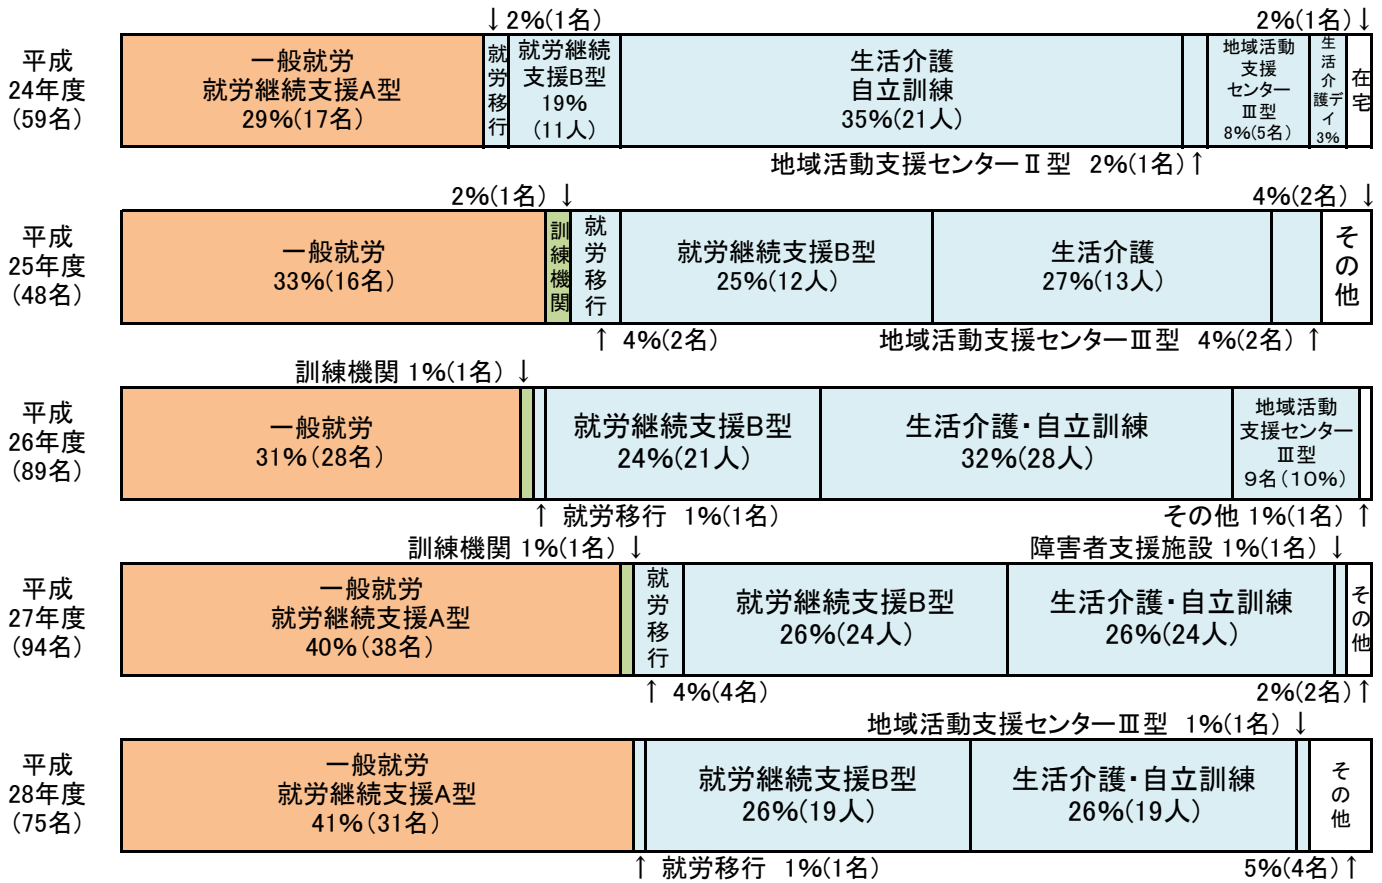 ↓2%(1名)
2%(1名)↓
平成
24年度
(59名)
一般就労
就労継続支援A型
29%(17名)
就労移行
就労継続
支援B型
19%
(11人)
生活介護
自立訓練
35%(21人)
地域活動
支援
センター
Ⅲ型
8%(5名)
生活介護デイ
3%
在宅
地域活動支援センターⅡ型 2%(1名)↑
2%(1名)↓
4%(2名)↓
平成
25年度
(48名)
一般就労
33%(16名)
訓練機関
就労移行
就労継続支援B型
25%(12人)
生活介護
27%(13人)
その他
↑ 4%(2名)
地域活動支援センターⅢ型 4%(2名)↑
訓練機関 1%(1名)↓
平成
26年度
(89名)
一般就労
31%(28名)
就労継続支援B型
24%(21人)
生活介護・自立訓練
32%(28人)
地域活動
支援センター
Ⅲ型
9名(10%)
↑ 就労移行 1%(1名)
その他 1%(1名)↑
訓練機関 1%(1名)↓
障害者支援施設 1%(1名)↓
平成
27年度
(94名)
一般就労
就労継続支援A型
40%(38名)
就労移行
就労継続支援B型
26%(24人)
生活介護・自立訓練
26%(24人)
その他
↑ 4%(4名)
2%(2名)↑
地域活動支援センターⅢ型 1%(1名)↓
平成
28年度
(75名)
一般就労
就労継続支援A型
41%(31名)
就労継続支援B型
26%(19人)
生活介護・自立訓練
26%(19人)
その他
↑ 就労移行 1%(1名)
5%(4名)↑